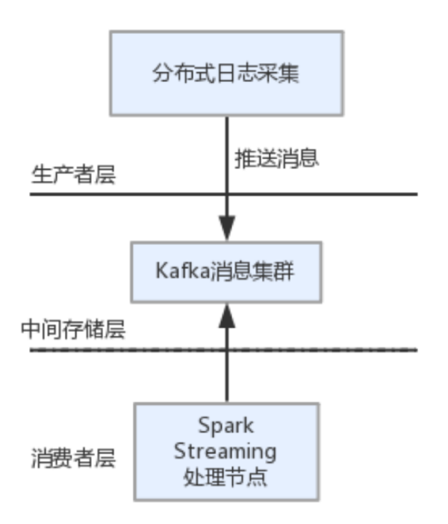 分布式日志采集
推送消息
生产者层
Kafka消息集群
中间存储层
Spark
Streaming
处理节点
消费者层